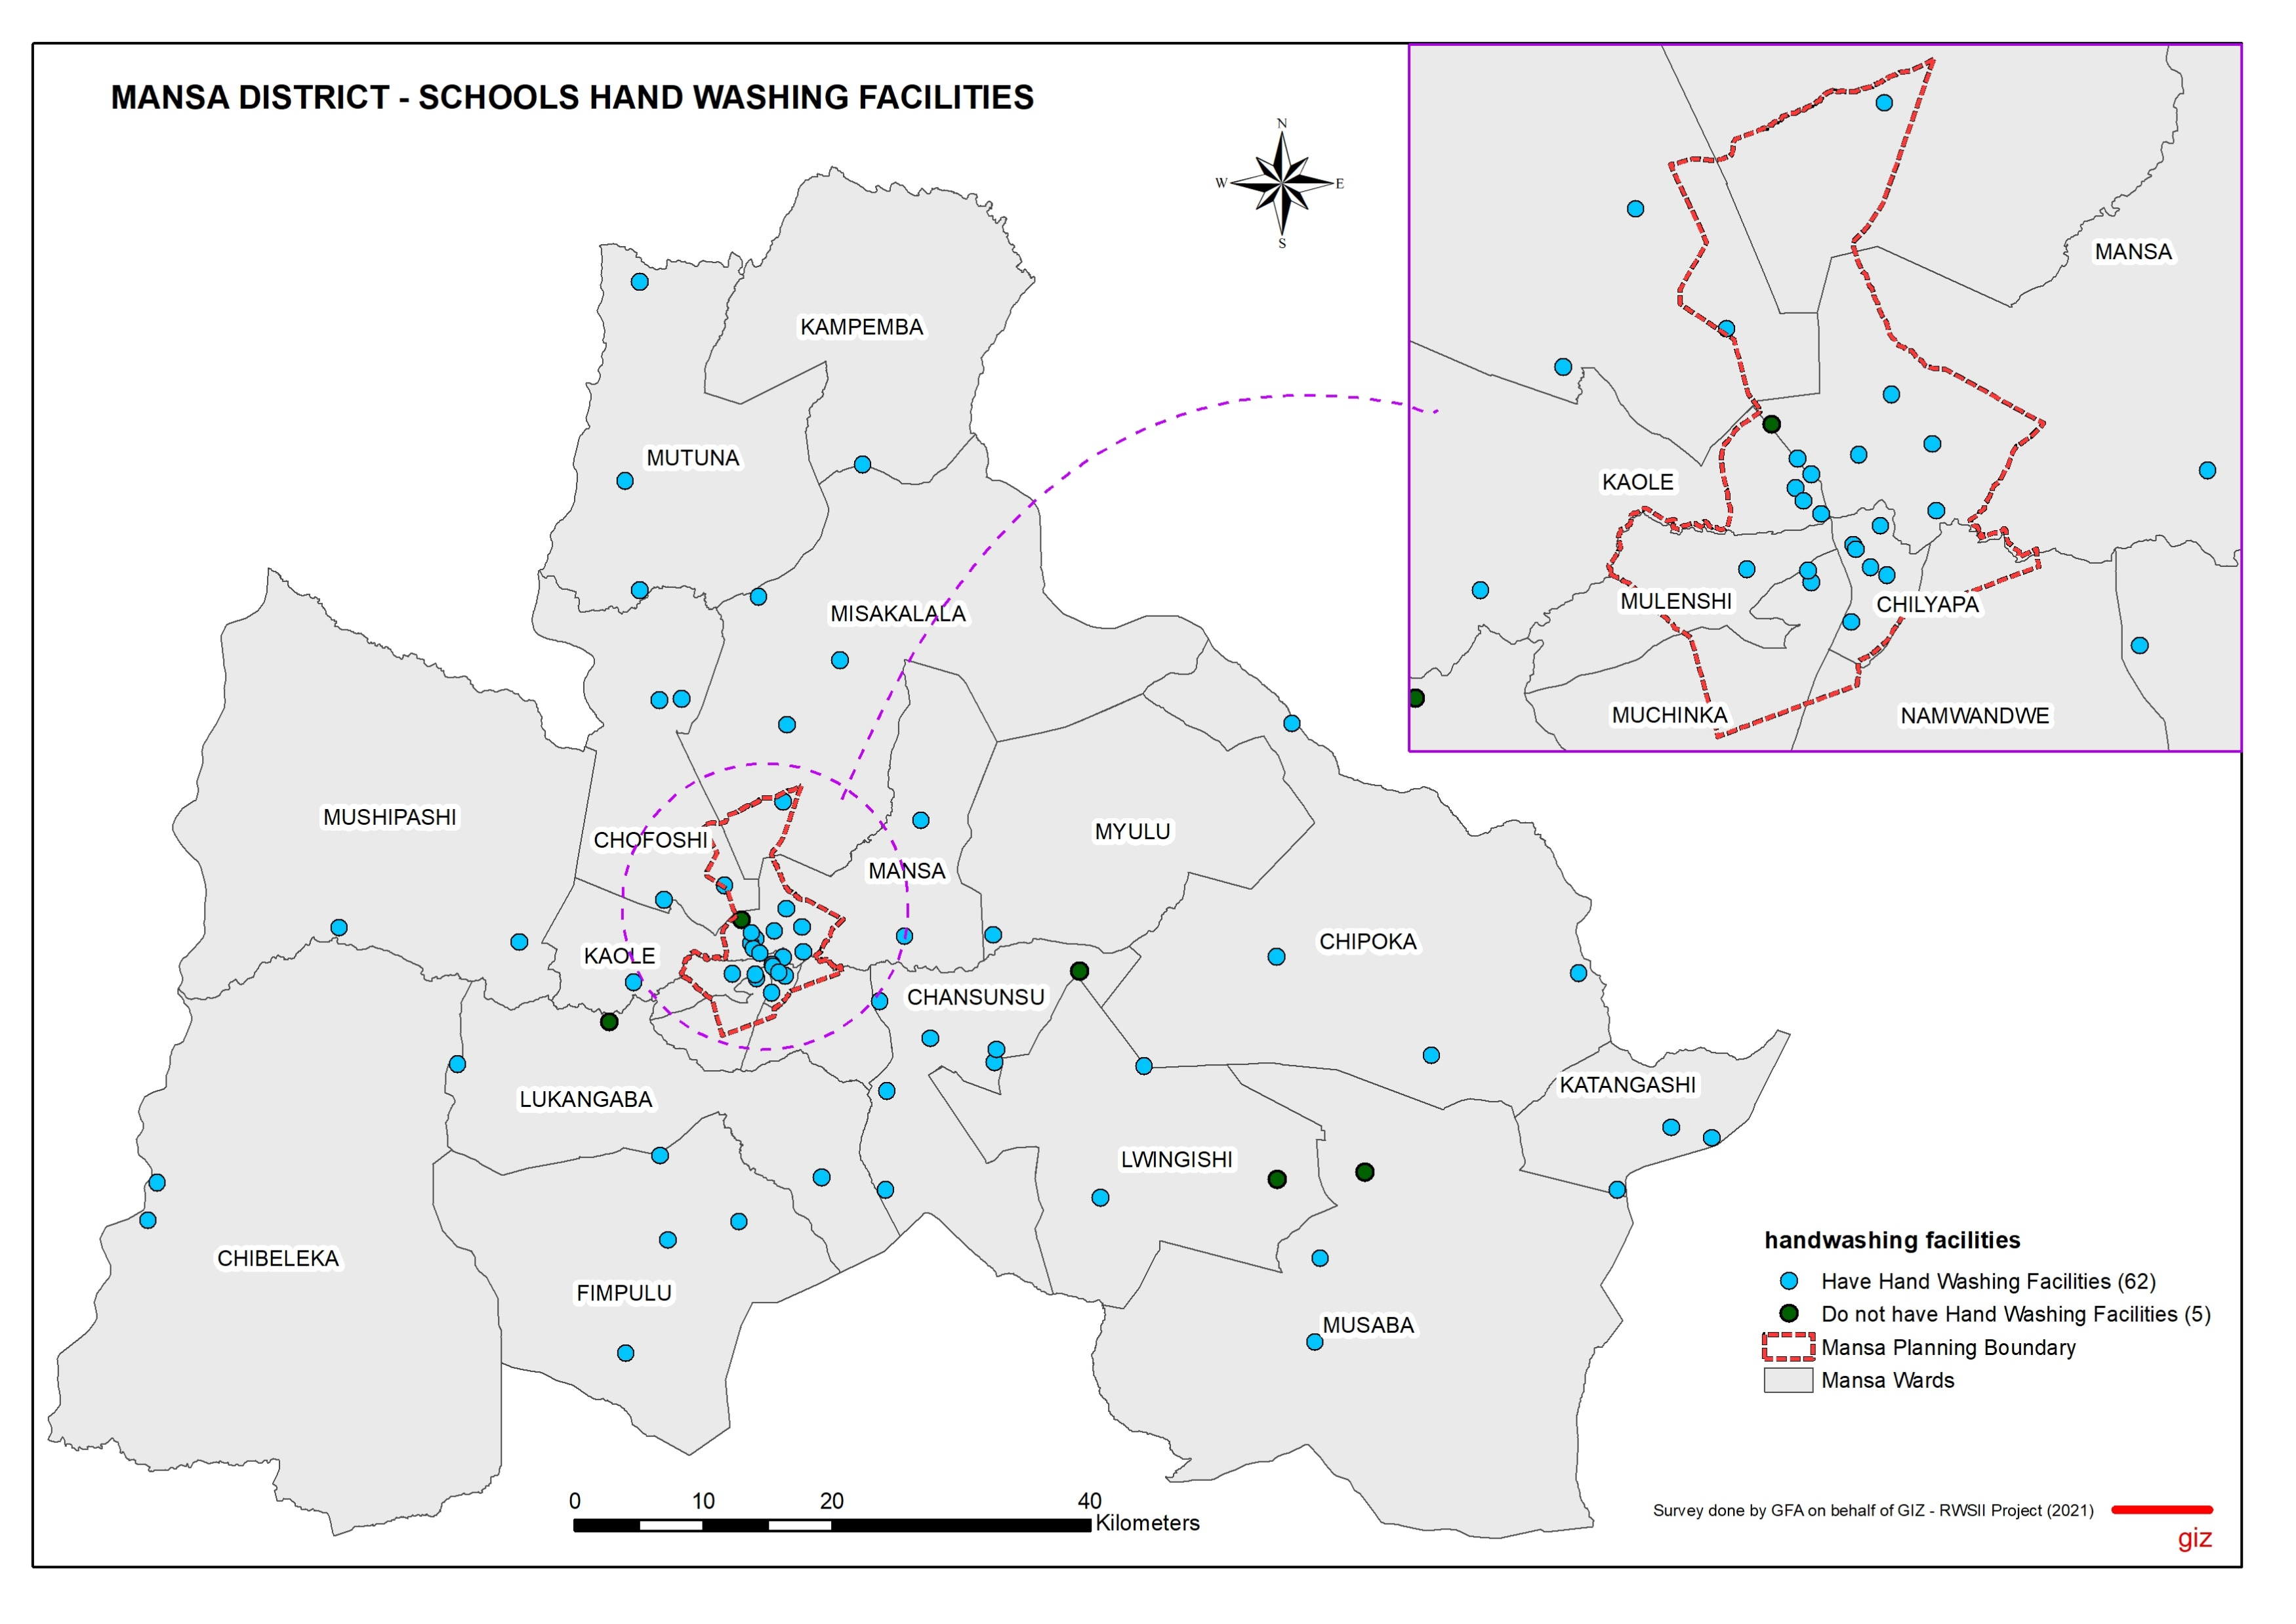 MANSA DISTRICT - SCHOOLS HAND WASHING FACILITIES
N
W
E
S
MANSA
KAOLE
MULENSHI
CHILYAPA
MUCHINKA
NAMWANDWE
KAMPEMBA
MUTUNA
MISAKALALA
MUSHIPASHI
CHOFOSHI
MYULU
MANSA
KAOLE
CHIPOKA
CHANSUNSU
LUKANGABA
KATANGASHI
LWINGISHI
CHIBELEKA
FIMPULU
MUSABA
handwashing facilities
Have Hand Washing Facilities (62)
Do not have Hand Washing Facilities (5)
Mansa Planning Boundary
Mansa Wards
0 10 20 40
Kilometers
Survey done by GFA on behalf of GIZ - RWSII Project (2021)
giz